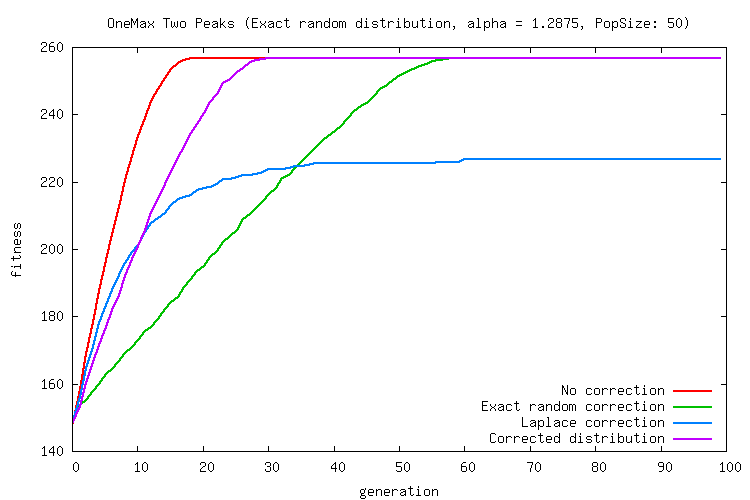 OneMax Two Peaks (Exact random distribution, alpha = 1.2875, PopSize: 50)
260
240
220
200
180
160
140
fitness
No correction
Exact random correction
Laplace correction
Corrected distribution
0 10 20 30 40 50 60 70 80 90 100
generation